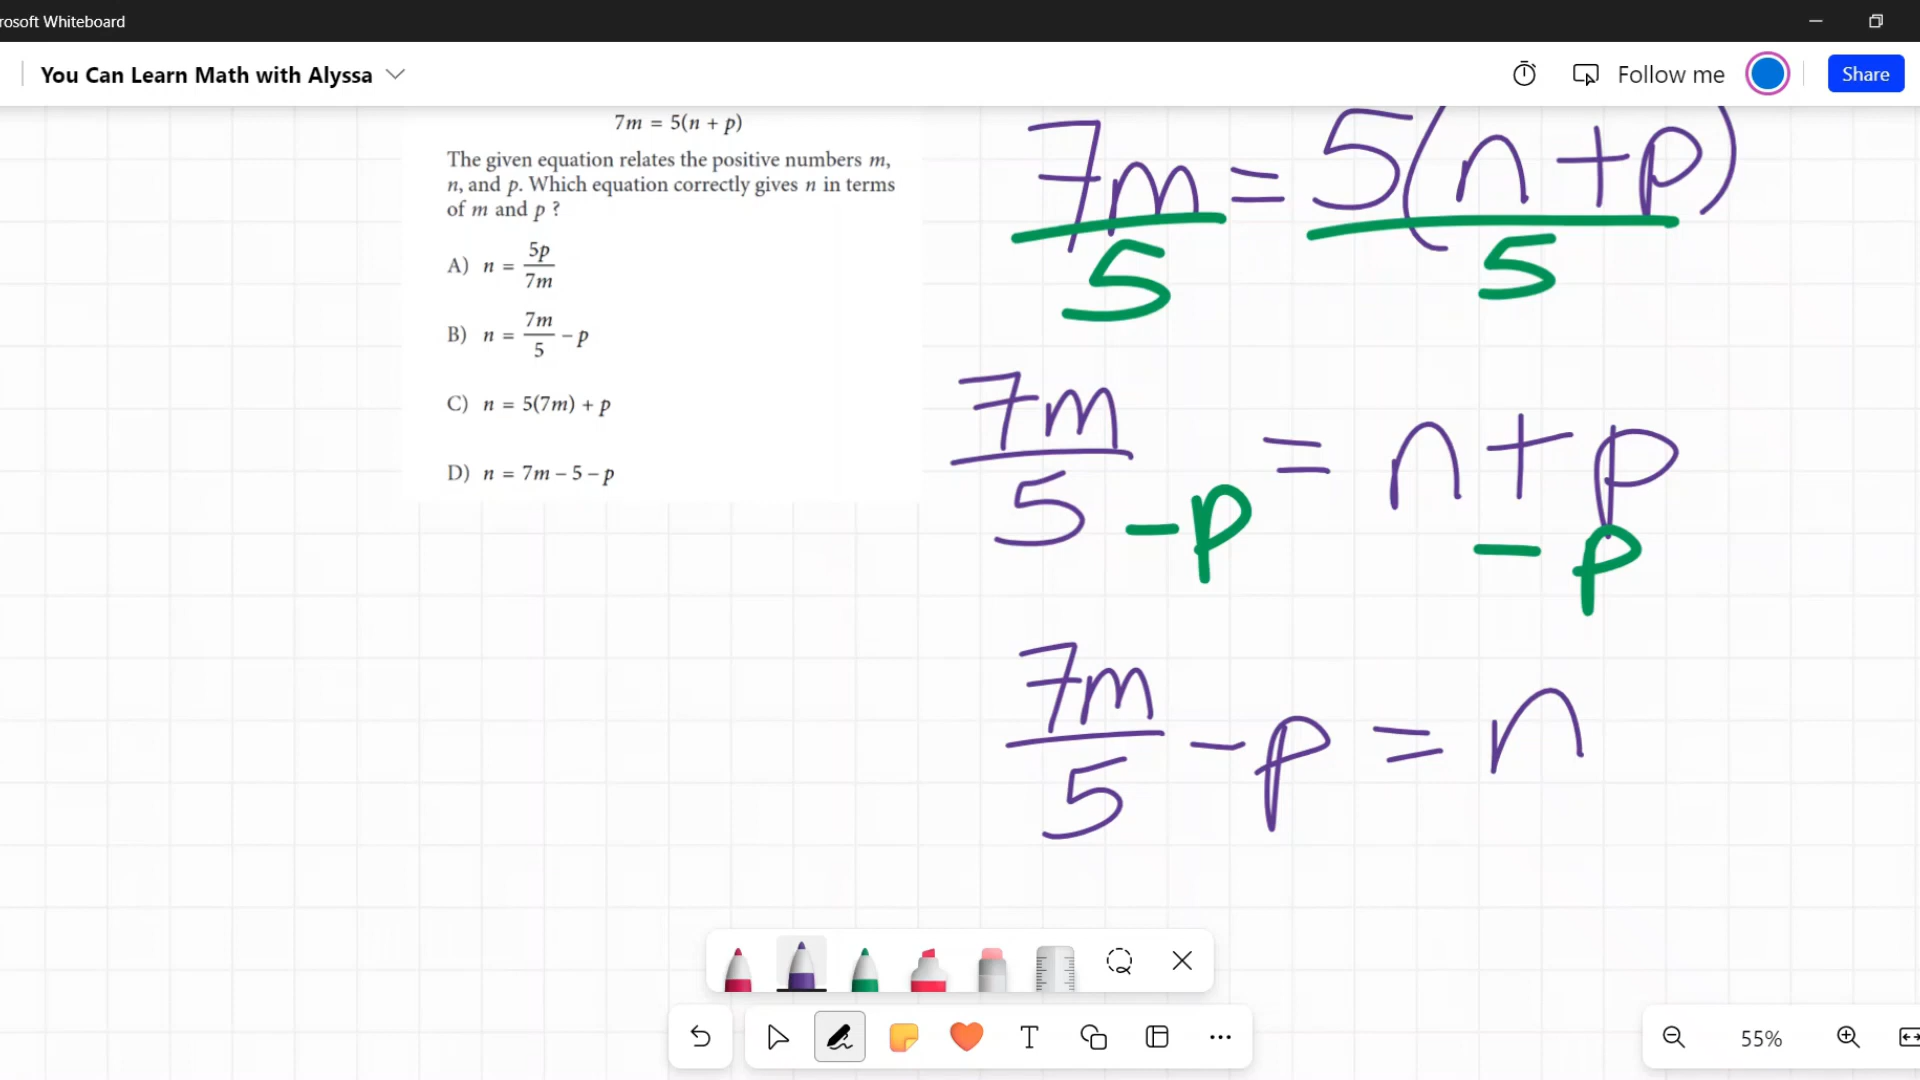 rosoft Whiteboard
You Can Learn Math with Alyssa
Follow me
Share
7m = 5(n + p)
The given equation relates the positive numbers m,
n, and p. Which equation correctly gives n in terms
of m and p ?
A) n = 5p/7m
B) n = 7m/5 − p
C) n = 5(7m) + p
D) n = 7m − 5 − p
7m = 5(n+p)
5 5
7m/5 = n+p
-p -p
7m/5 -p = n
55%